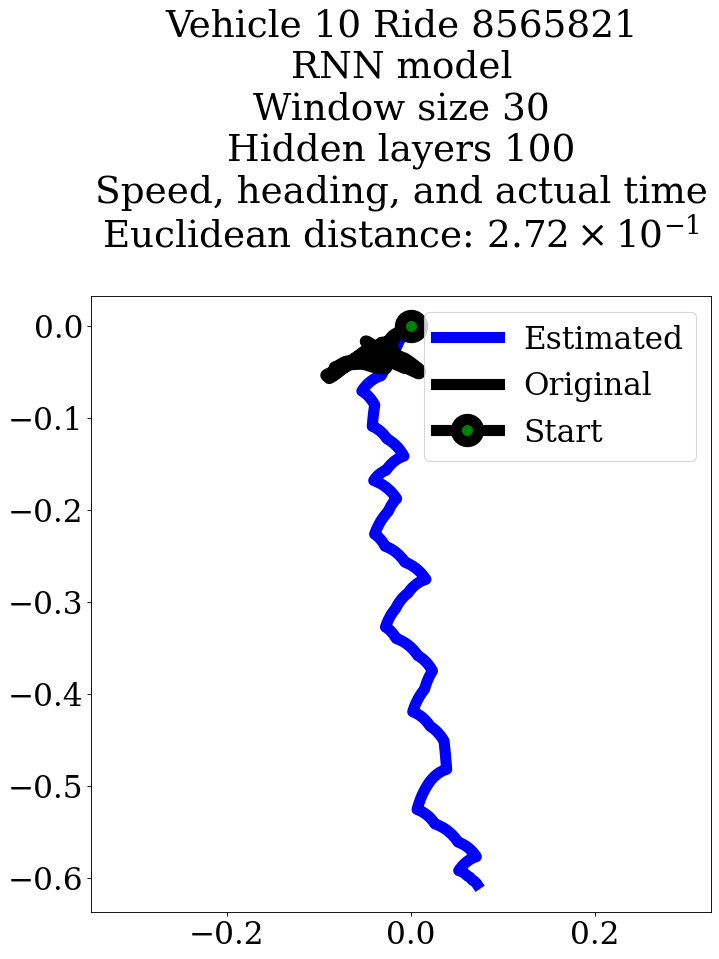 Vehicle 10 Ride 8565821
RNN model
Window size 30
Hidden layers 100
Speed, heading, and actual time
Euclidean distance: 2.72 × 10⁻¹
Estimated
Original
Start
0.0
−0.1
−0.2
−0.3
−0.4
−0.5
−0.6
−0.2
0.0
0.2